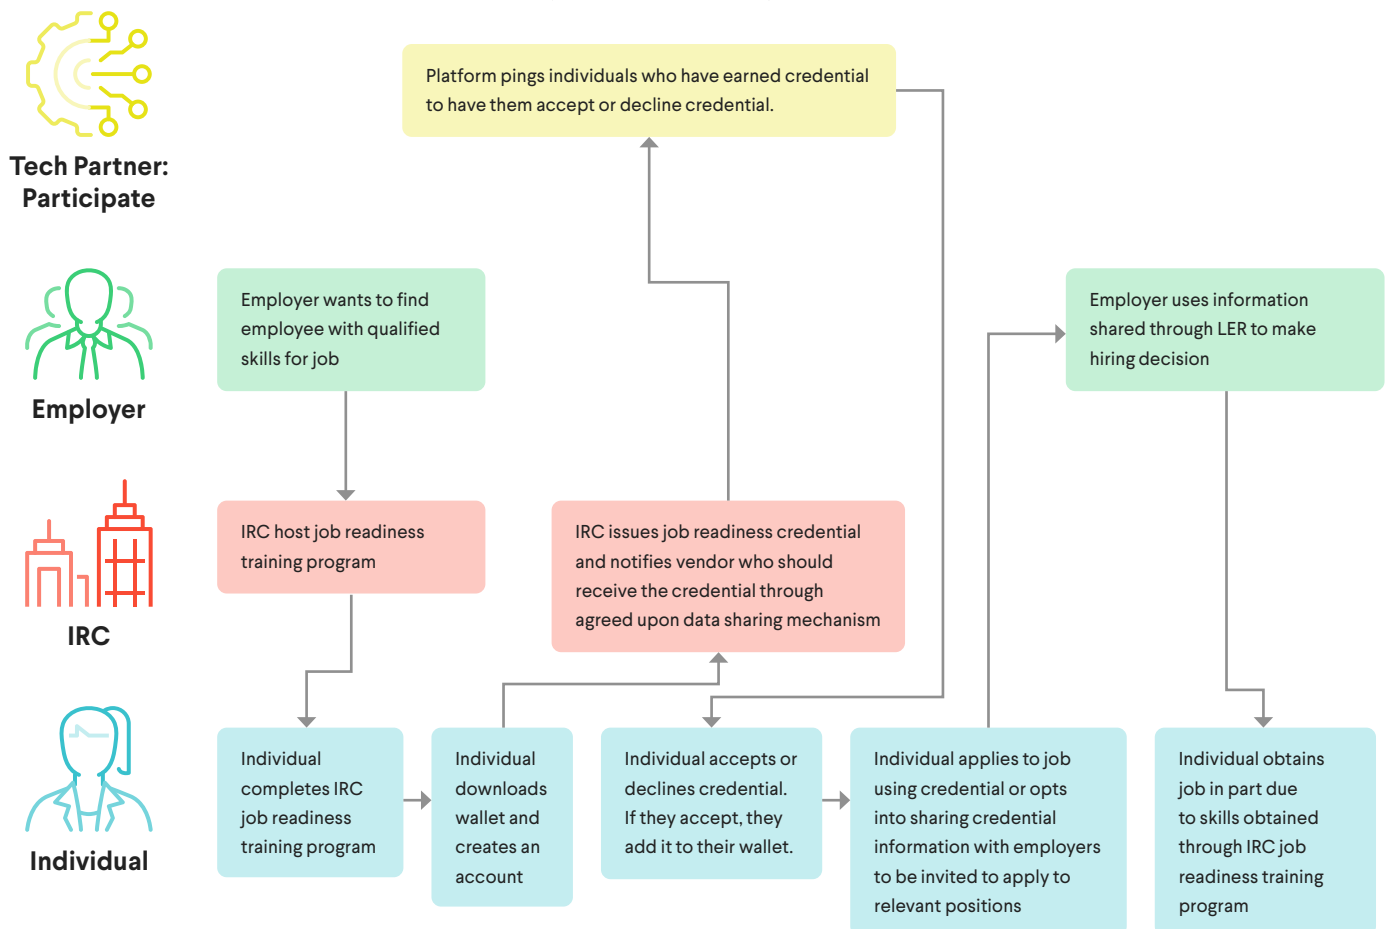 Platform pings individuals who have earned credential
to have them accept or decline credential.
Tech Partner:
Participate
Employer wants to find
employee with qualified
skills for job
Employer uses information
shared through LER to make
hiring decision
Employer
IRC host job readiness
training program
IRC issues job readiness credential
and notifies vendor who should
receive the credential through
agreed upon data sharing mechanism
IRC
Individual
completes IRC
job readiness
training program
Individual
downloads
wallet and
creates an
account
Individual accepts or
declines credential.
If they accept, they
add it to their wallet.
Individual applies to job
using credential or opts
into sharing credential
information with employers
to be invited to apply to
relevant positions
Individual obtains
job in part due
to skills obtained
through IRC job
readiness training
program
Individual